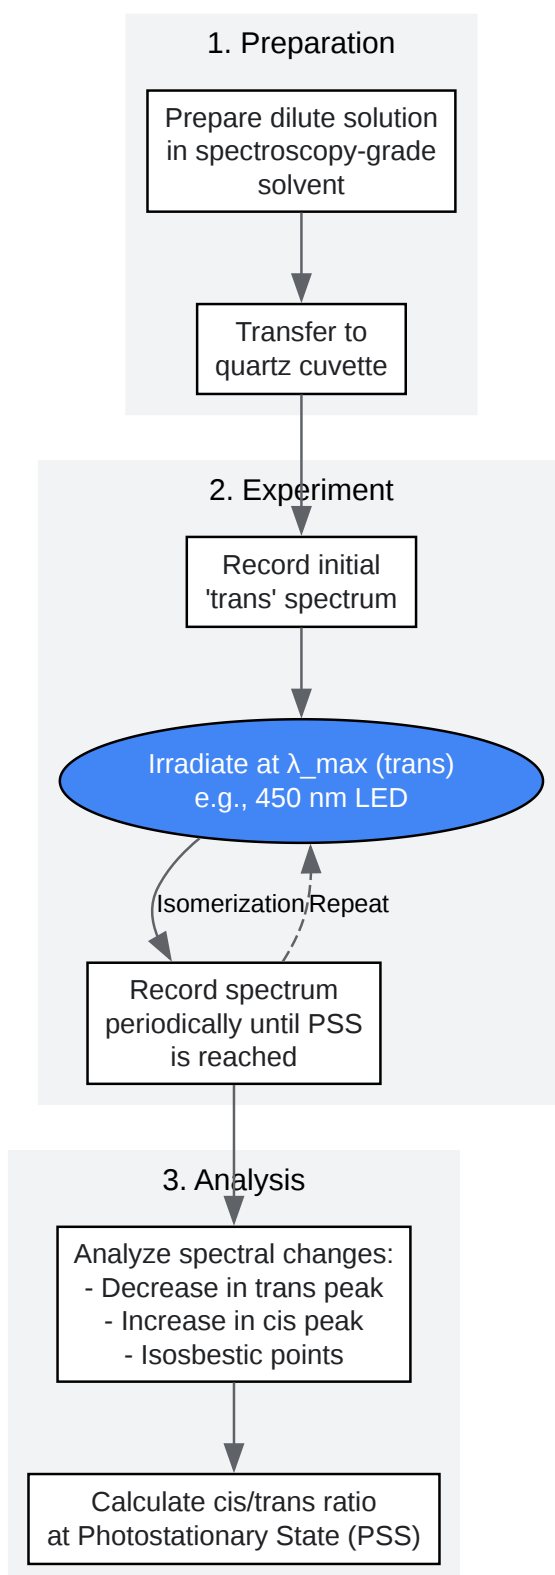 1. Preparation
Prepare dilute solution
in spectroscopy-grade
solvent
Transfer to
quartz cuvette
2. Experiment
Record initial
'trans' spectrum
Irradiate at λ_max (trans)
e.g., 450 nm LED
Isomerization
Repeat
Record spectrum
periodically until PSS
is reached
3. Analysis
Analyze spectral changes:
- Decrease in trans peak
- Increase in cis peak
- Isosbestic points
Calculate cis/trans ratio
at Photostationary State (PSS)